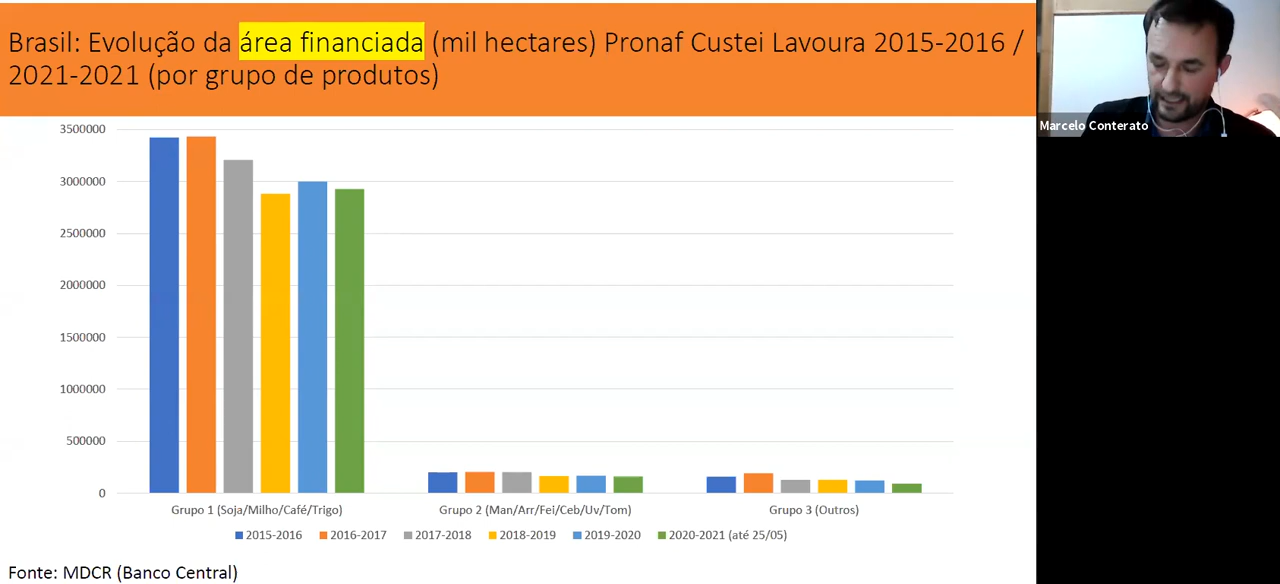 Brasil: Evolução da área financiada (mil hectares) Pronaf Custei Lavoura 2015-2016 /
2021-2021 (por grupo de produtos)
Marcelo Conterato
3500000
3000000
2500000
2000000
1500000
1000000
500000
0
Grupo 1 (Soja/Milho/Café/Trigo)
Grupo 2 (Man/Arr/Fei/Ceb/Uv/Tom)
Grupo 3 (Outros)
2015-2016 2016-2017 2017-2018 2018-2019 2019-2020 2020-2021 (até 25/05)
Fonte: MDCR (Banco Central)